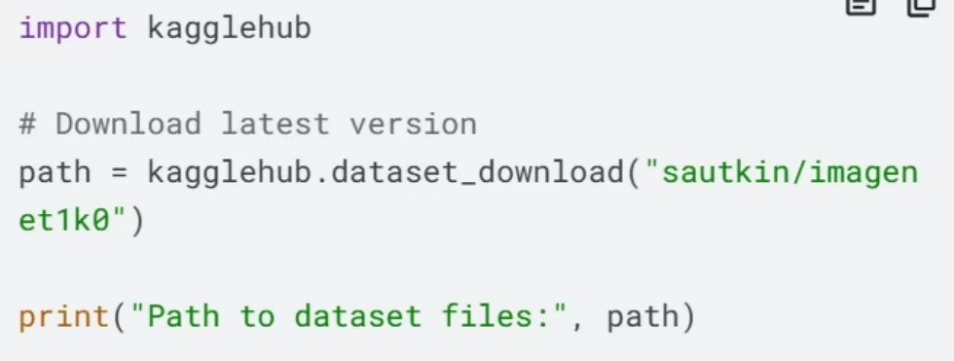 import kagglehub
# Download latest version
path = kagglehub.dataset_download("sautkin/imagen
et1k0")
print("Path to dataset files:", path)